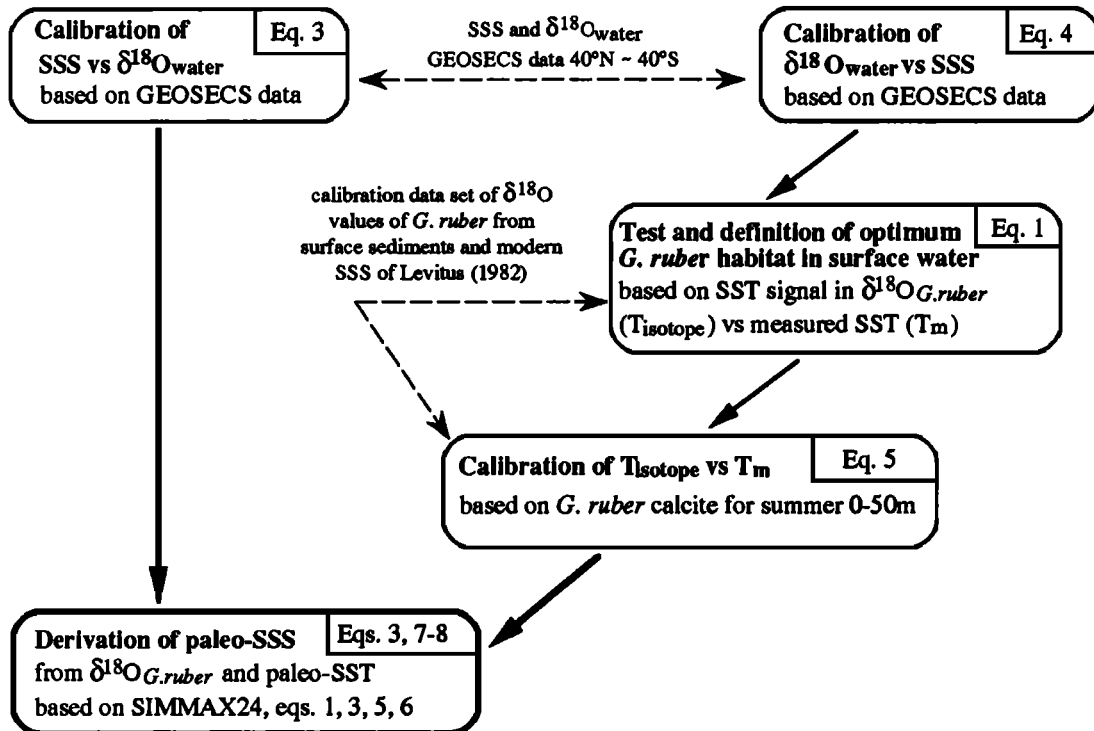 Calibration of
Eq. 3
SSS vs δ18Owater
based on GEOSECS data
SSS and δ18Owater
GEOSECS data 40°N ~ 40°S
Calibration of
Eq. 4
δ18 Owater vs SSS
based on GEOSECS data
calibration data set of δ18O
values of G. ruber from
surface sediments and modern
SSS of Levitus (1982)
Test and definition of optimum
Eq. 1
G. ruber habitat in surface water
based on SST signal in δ18OG.ruber
(Tisotope) vs measured SST (Tm)
Calibration of Tisotope vs Tm
Eq. 5
based on G. ruber calcite for summer 0-50m
Derivation of paleo-SSS
Eqs. 3, 7-8
from δ18OG.ruber and paleo-SST
based on SIMMAX24, eqs. 1, 3, 5, 6